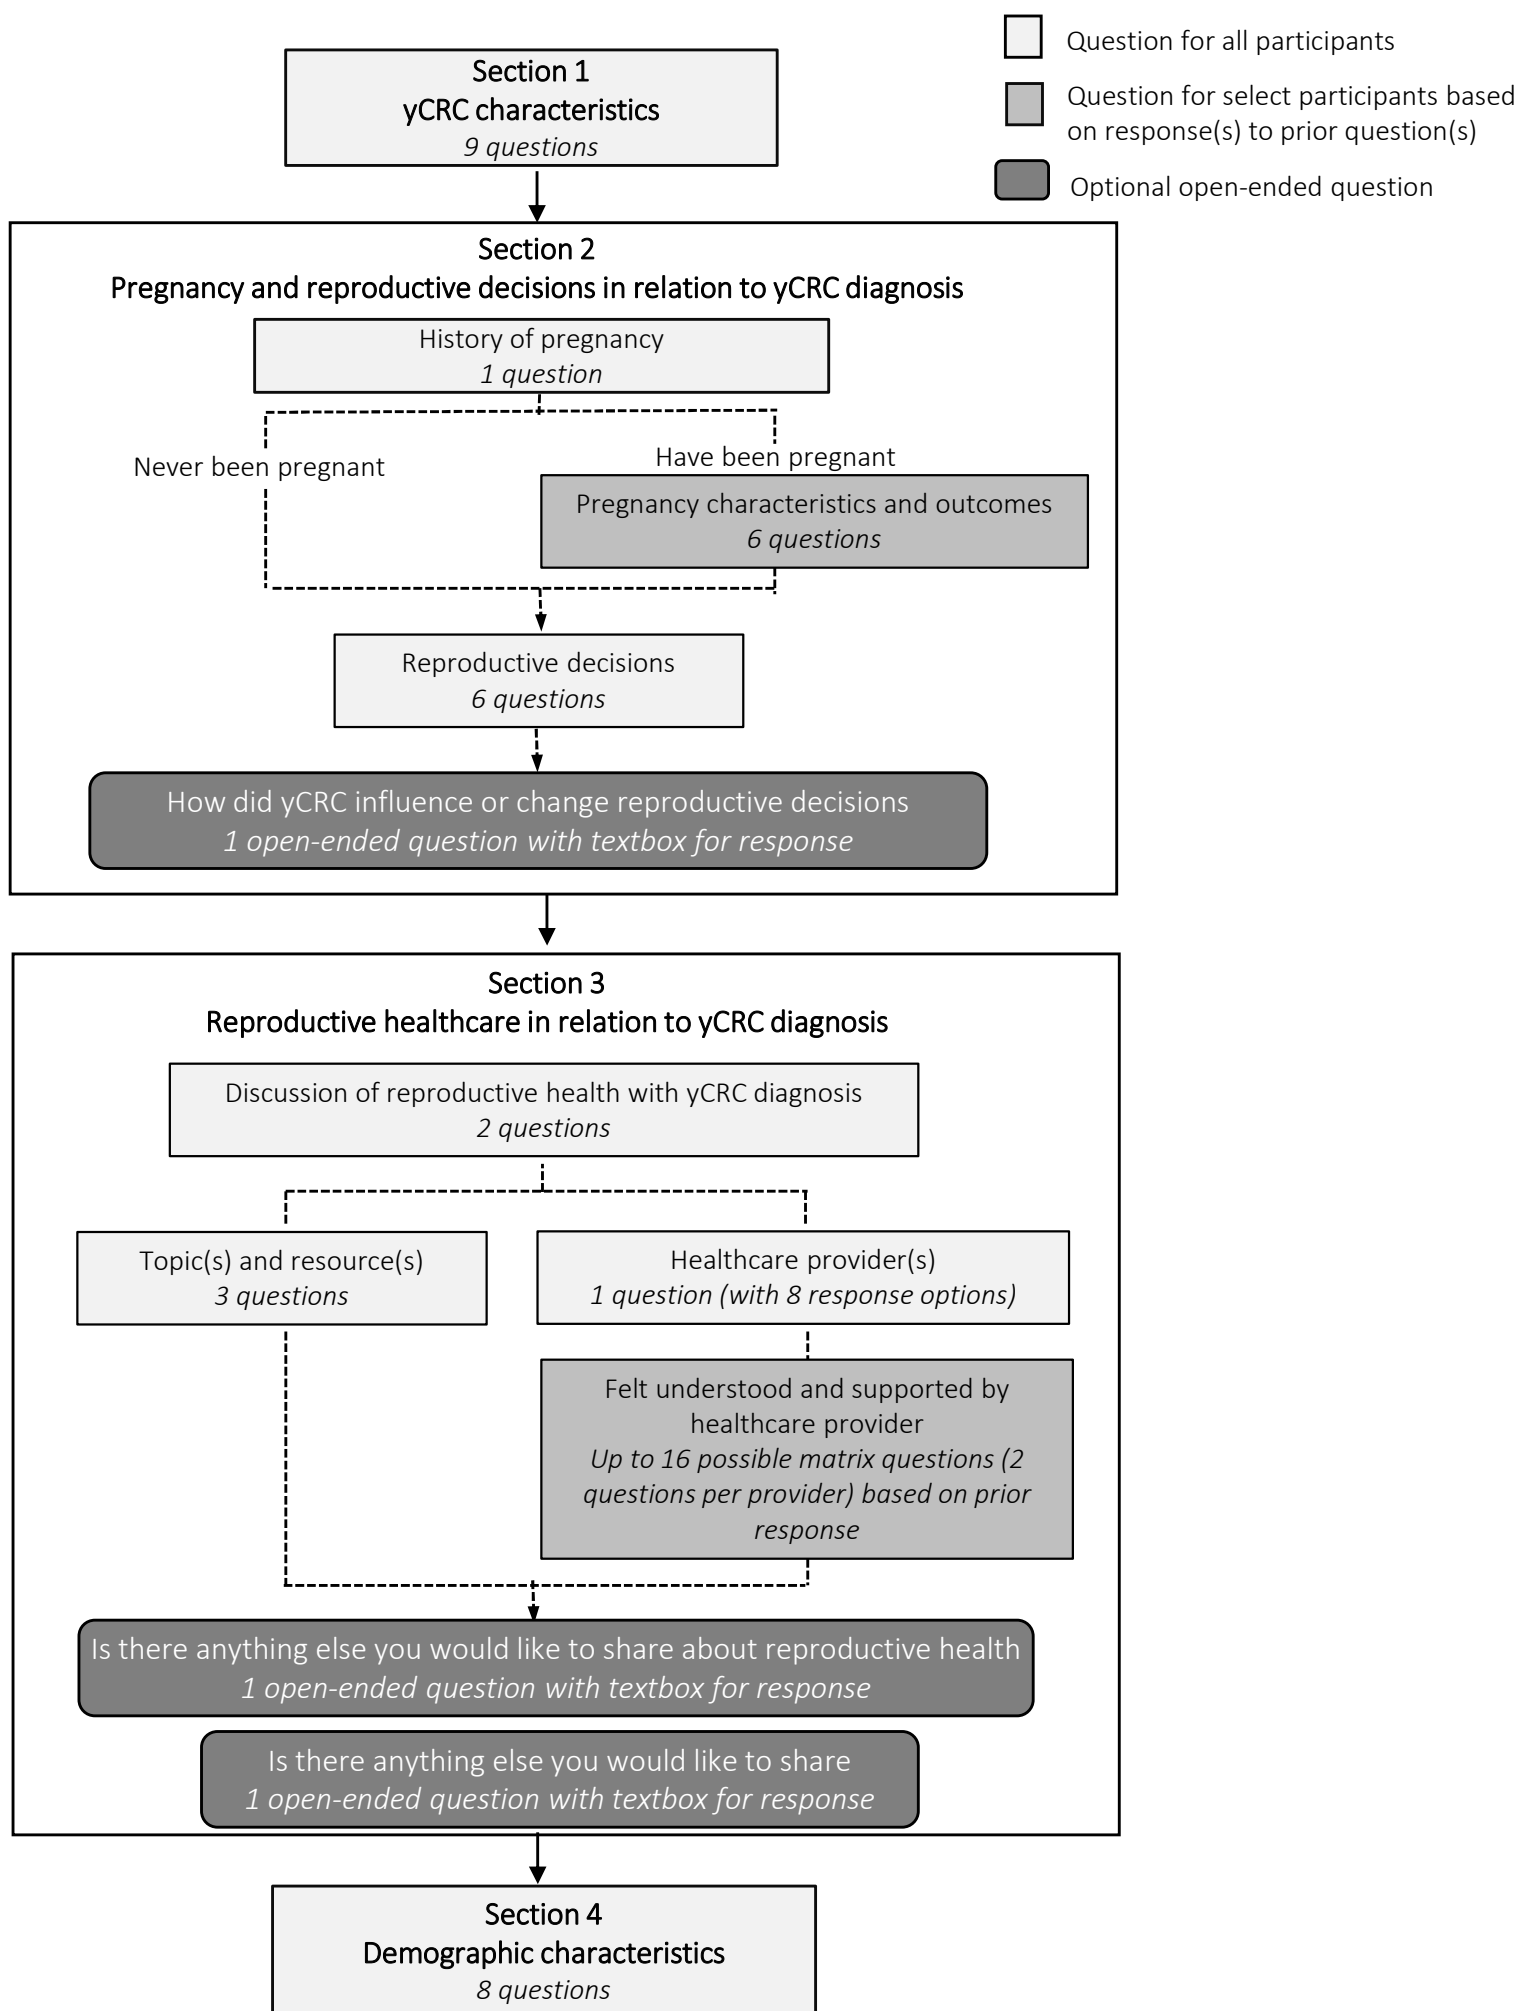 Question for all participants
Question for select participants based
on response(s) to prior question(s)
Optional open-ended question
Section 1
yCRC characteristics
9 questions
Section 2
Pregnancy and reproductive decisions in relation to yCRC diagnosis
History of pregnancy
1 question
Never been pregnant
Have been pregnant
Pregnancy characteristics and outcomes
6 questions
Reproductive decisions
6 questions
How did yCRC influence or change reproductive decisions
1 open-ended question with textbox for response
Section 3
Reproductive healthcare in relation to yCRC diagnosis
Discussion of reproductive health with yCRC diagnosis
2 questions
Topic(s) and resource(s)
3 questions
Healthcare provider(s)
1 question (with 8 response options)
Felt understood and supported by
healthcare provider
Up to 16 possible matrix questions (2
questions per provider) based on prior
response
Is there anything else you would like to share about reproductive health
1 open-ended question with textbox for response
Is there anything else you would like to share
1 open-ended question with textbox for response
Section 4
Demographic characteristics
8 questions